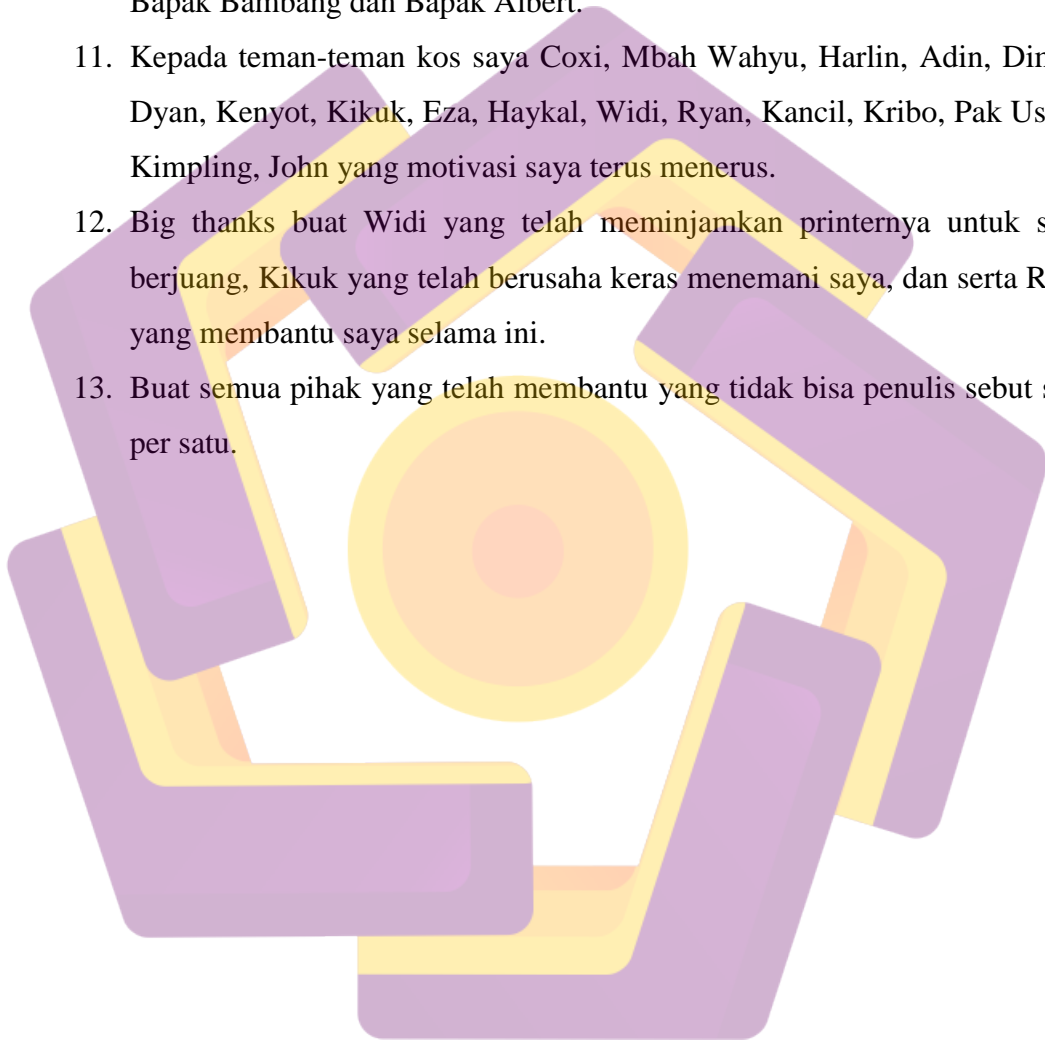 Bapak Bambang dan Bapak Albert.
11. Kepada teman-teman kos saya Coxi, Mbah Wahyu, Harlin, Adin,
Dyan, Kenyot, Kikuk, Eza, Haykal, Widi, Ryan, Kancil, Kribo, Pak
Kimpling, John yang motivasi saya terus menerus.
12. Big thanks buat Widi yang telah meminjamkan printernya untuk
berjuang, Kikuk yang telah berusaha keras menemani saya, dan serta
yang membantu saya selama ini.
13. Buat semua pihak yang telah membantu yang tidak bisa penulis sebut
per satu.